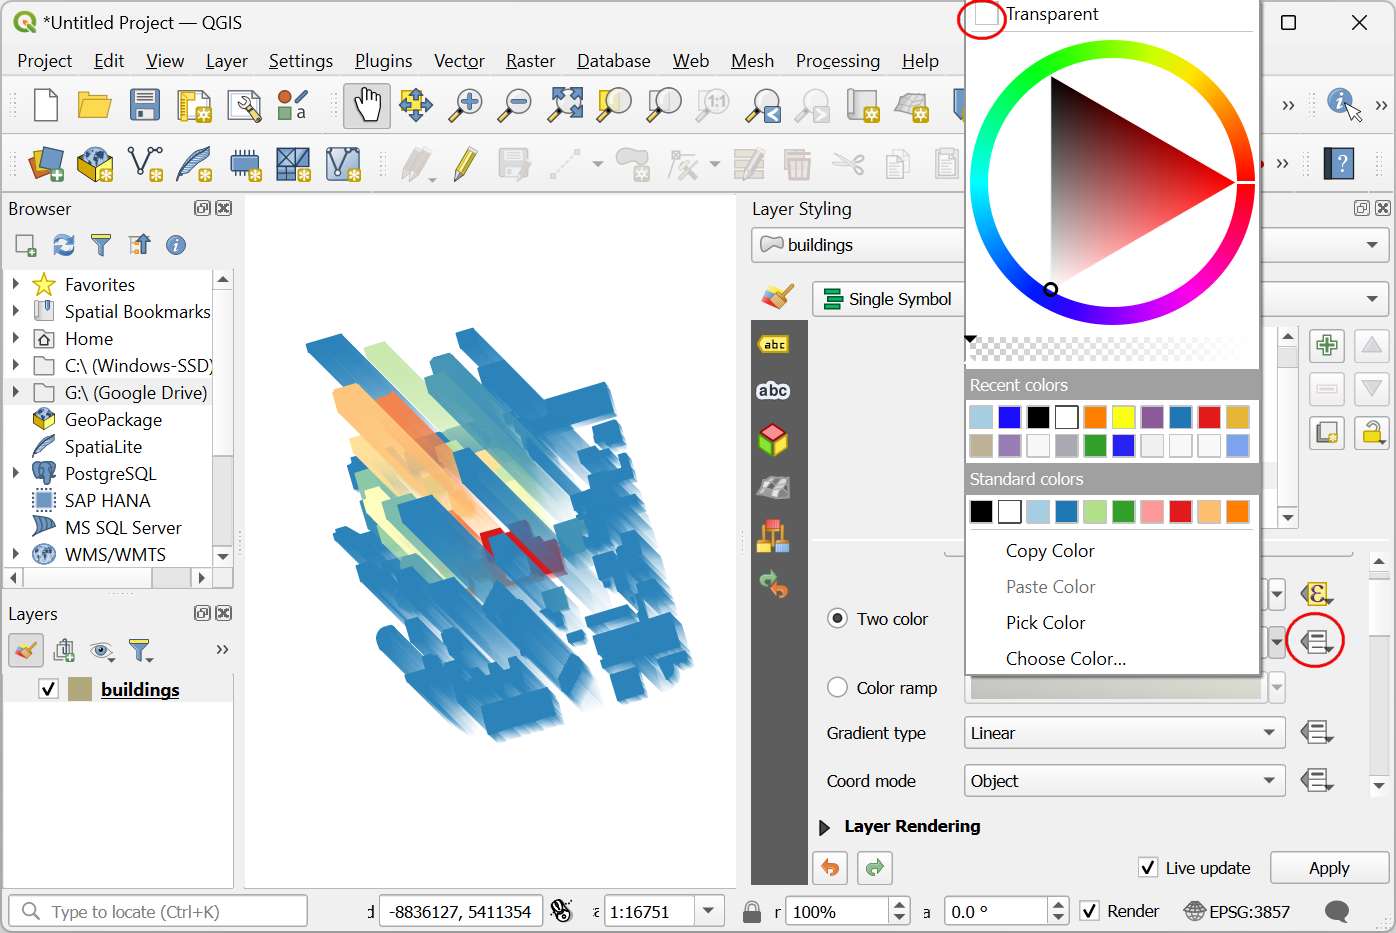 *Untitled Project — QGIS
Transparent
Project Edit View Layer Settings Plugins Vector Raster Database Web Mesh Processing Help
a
1:1
Browser
Layer Styling
buildings
Single Symbol
abc
abc
Favorites
Spatial Bookmarks
Home
C:\ (Windows-SSD)
G:\ (Google Drive)
GeoPackage
SpatiaLite
PostgreSQL
SAP HANA
MS SQL Server
WMS/WMTS
Recent colors
Standard colors
Copy Color
Paste Color
Pick Color
Choose Color...
Layers
buildings
Two color
ε
Color ramp
Gradient type
Linear
Coord mode
Object
Layer Rendering
Live update
Apply
Type to locate (Ctrl+K)
-8836127, 5411354
1:16751
r 100%
a 0.0 °
Render
EPSG:3857